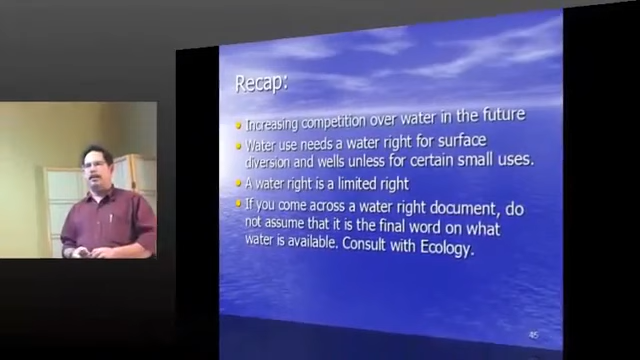 Recap:
Increasing competition over water in the future
Water use needs a water right for surface
diversion and wells unless for certain small uses.
A water right is a limited right
If you come across a water right document, do
not assume that it is the final word on what
water is available. Consult with Ecology.
45